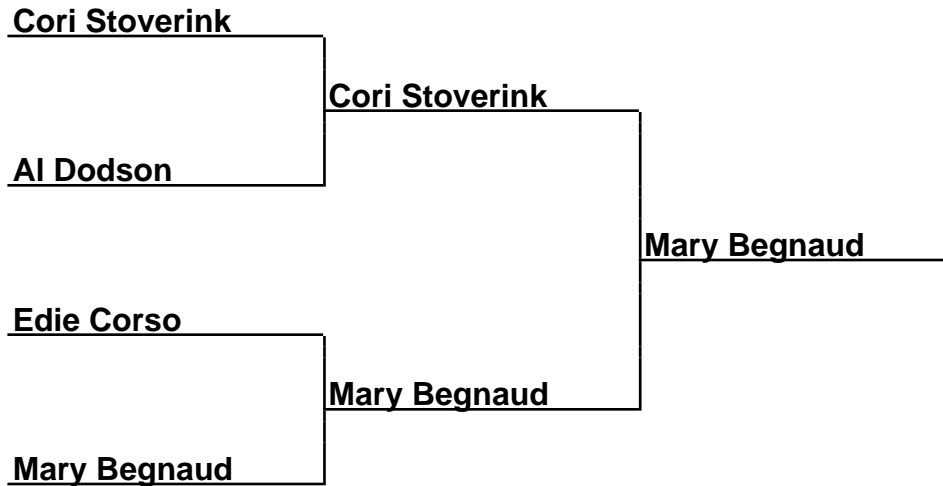 Cori Stoverink
Cori Stoverink
Al Dodson
Mary Begnaud
Edie Corso
Mary Begnaud
Mary Begnaud